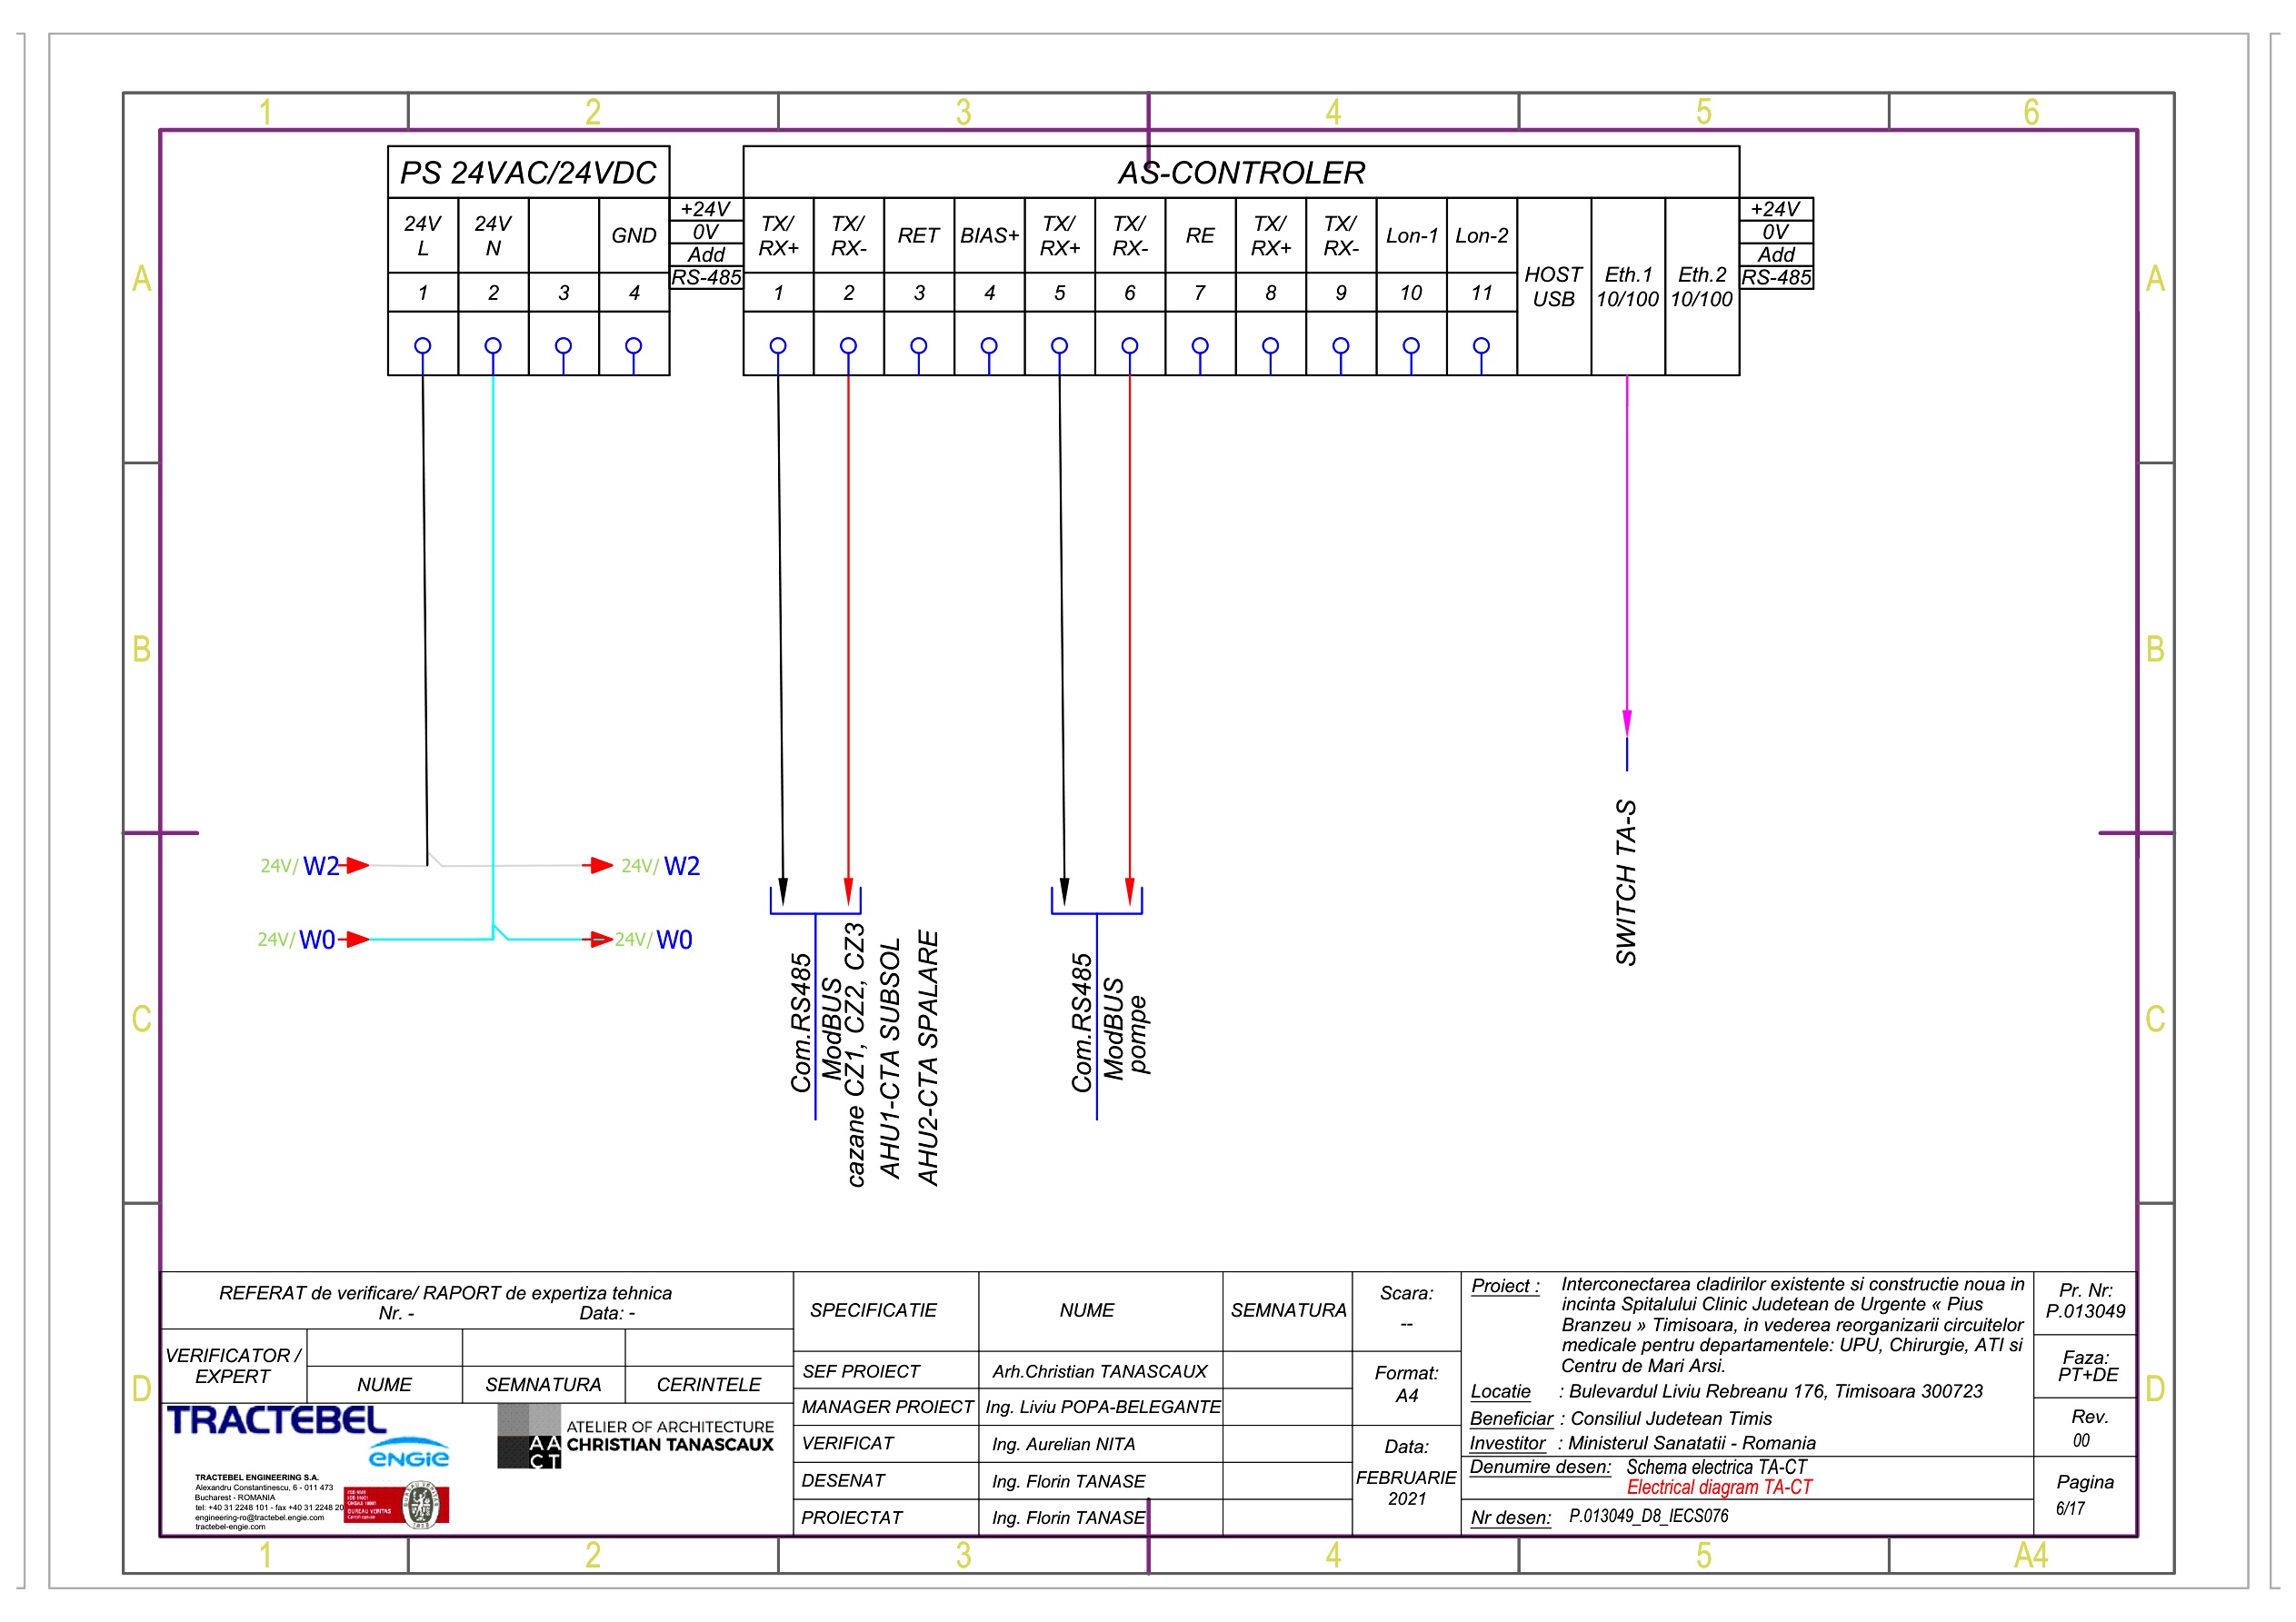 1 2 3 4 5 6
PS 24VAC/24VDC
AS-CONTROLER
24V L
24V N
GND
+24V
0V
Add
RS-485
TX/ RX+
TX/ RX-
RET
BIAS+
TX/ RX+
TX/ RX-
RE
TX/ RX+
TX/ RX-
Lon-1
Lon-2
HOST USB
Eth.1 10/100
Eth.2 10/100
+24V
0V
Add
RS-485
1 2 3 4
1 2 3 4 5 6 7 8 9 10 11
A
A
B
B
C
C
D
D
24V/ W2
24V/ W2
24V/ W0
24V/ W0
Com.RS485
ModBUS
cazane CZ1, CZ2, CZ3
AHU1-CTA SUBSOL
AHU2-CTA SPALARE
Com.RS485
ModBUS
pompe
SWITCH TA-S
REFERAT de verificare/ RAPORT de expertiza tehnica
Nr. - Data: -
VERIFICATOR /
EXPERT
NUME SEMNATURA CERINTELE
TRACTEBEL
ENGIE
AACT
ATELIER OF ARCHITECTURE
CHRISTIAN TANASCAUX
TRACTEBEL ENGINEERING S.A.
Alexandru Constantinescu, 6 - 011 473
Bucharest - ROMANIA
tel: +40 31 2248 101 - fax +40 31 2248 20
engineering-ro@tractebel.engie.com
tractebel-engie.com
BUREAU VERITAS
Certification
SPECIFICATIE NUME SEMNATURA
SEF PROIECT Arh.Christian TANASCAUX
MANAGER PROIECT Ing. Liviu POPA-BELEGANTE
VERIFICAT Ing. Aurelian NITA
DESENAT Ing. Florin TANASE
PROIECTAT Ing. Florin TANASE
Scara:
--
Format:
A4
Data:
FEBRUARIE
2021
Proiect : Interconectarea cladirilor existente si constructie noua in
incinta Spitalului Clinic Judetean de Urgente « Pius
Branzeu » Timisoara, in vederea reorganizarii circuitelor
medicale pentru departamentele: UPU, Chirurgie, ATI si
Centru de Mari Arsi.
Locatie : Bulevardul Liviu Rebreanu 176, Timisoara 300723
Beneficiar : Consiliul Judetean Timis
Investitor : Ministerul Sanatatii - Romania
Denumire desen: Schema electrica TA-CT
Electrical diagram TA-CT
Nr desen: P.013049_D8_IECS076
Pr. Nr:
P.013049
Faza:
PT+DE
Rev.
00
Pagina
6/17
1 2 3 4 5 A4